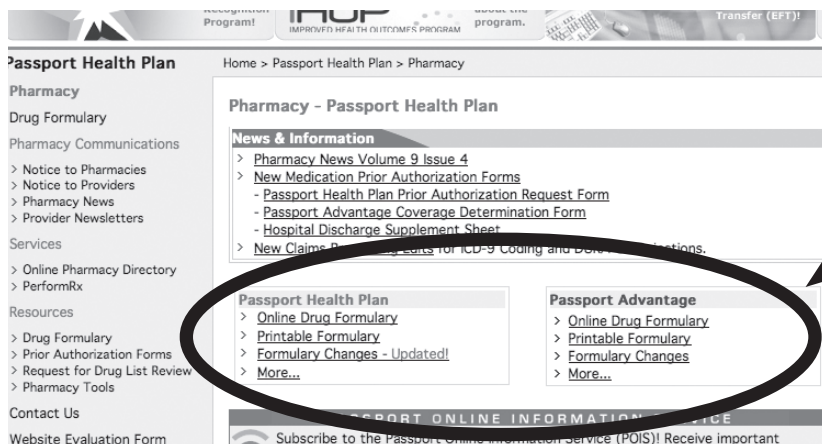 Program!
IMPROVED HEALTH OUTCOMES PROGRAM
program.
Transfer (EFT)!
Passport Health Plan
Pharmacy
Drug Formulary
Pharmacy Communications
> Notice to Pharmacies
> Notice to Providers
> Pharmacy News
> Provider Newsletters
Services
> Online Pharmacy Directory
> PerformRx
Resources
> Drug Formulary
> Prior Authorization Forms
> Request for Drug List Review
> Pharmacy Tools
Contact Us
Website Evaluation Form
Home > Passport Health Plan > Pharmacy
Pharmacy - Passport Health Plan
News & Information
> Pharmacy News Volume 9 Issue 4
> New Medication Prior Authorization Forms
- Passport Health Plan Prior Authorization Request Form
- Passport Advantage Coverage Determination Form
- Hospital Discharge Supplement Sheet
> New Claims Edits for ICD-9 Coding and
Passport Health Plan
> Online Drug Formulary
> Printable Formulary
> Formulary Changes - Updated!
> More...
Passport Advantage
> Online Drug Formulary
> Printable Formulary
> Formulary Changes
> More...
ONLINE INFORMATION
Subscribe to the Passport Online Information Service (POIS)! Receive important